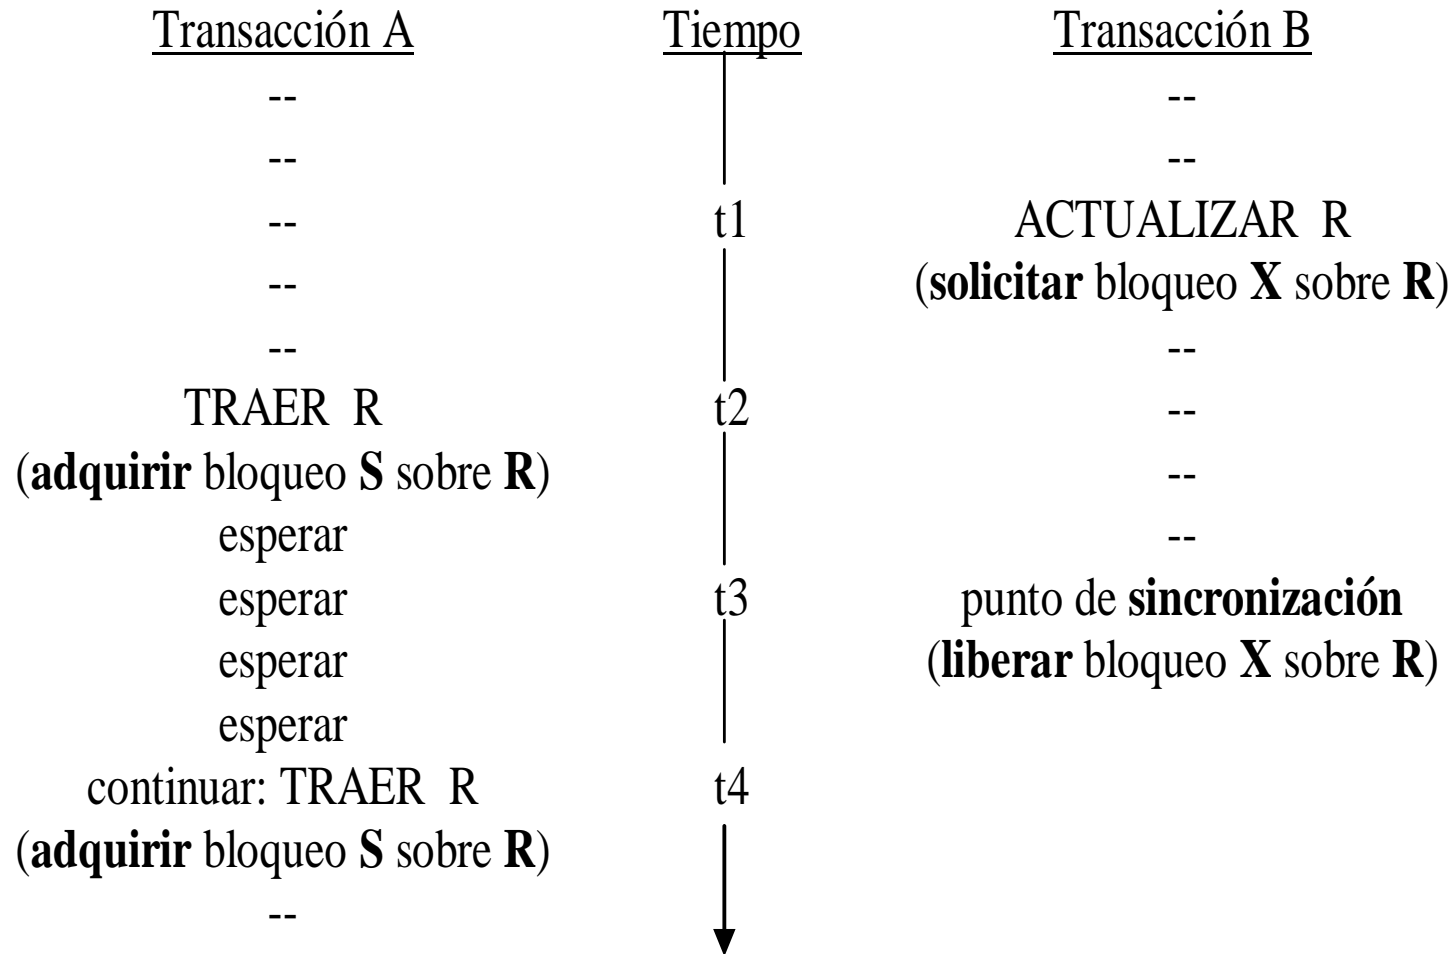 Transacción A Tiempo Transacción B
-- --
-- --
-- t1 ACTUALIZAR R
-- (solicitar bloqueo X sobre R)
-- --
TRAER R t2 --
(adquirir bloqueo S sobre R) --
esperar --
esperar t3 punto de sincronización
esperar (liberar bloqueo X sobre R)
esperar
continuar: TRAER R t4
(adquirir bloqueo S sobre R)
--